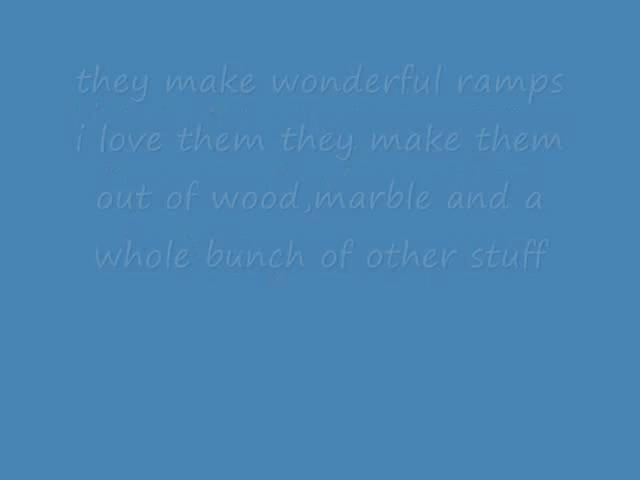 they make wonderful ramps
i love them they make them
out of wood,marble and a
whole bunch of other stuff